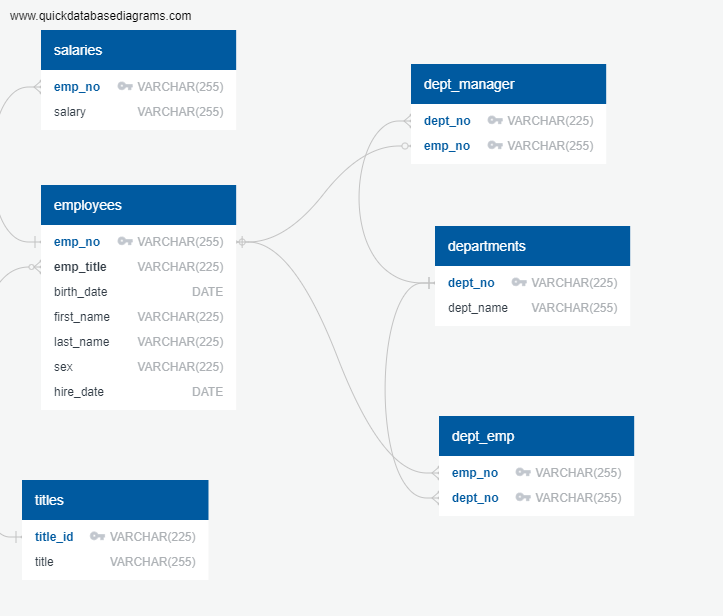 www.quickdatabasediagrams.com
salaries
emp_no VARCHAR(255)
salary VARCHAR(255)
employees
emp_no VARCHAR(255)
emp_title VARCHAR(225)
birth_date DATE
first_name VARCHAR(225)
last_name VARCHAR(225)
sex VARCHAR(225)
hire_date DATE
titles
title_id VARCHAR(225)
title VARCHAR(255)
dept_manager
dept_no VARCHAR(225)
emp_no VARCHAR(255)
departments
dept_no VARCHAR(225)
dept_name VARCHAR(255)
dept_emp
emp_no VARCHAR(255)
dept_no VARCHAR(255)